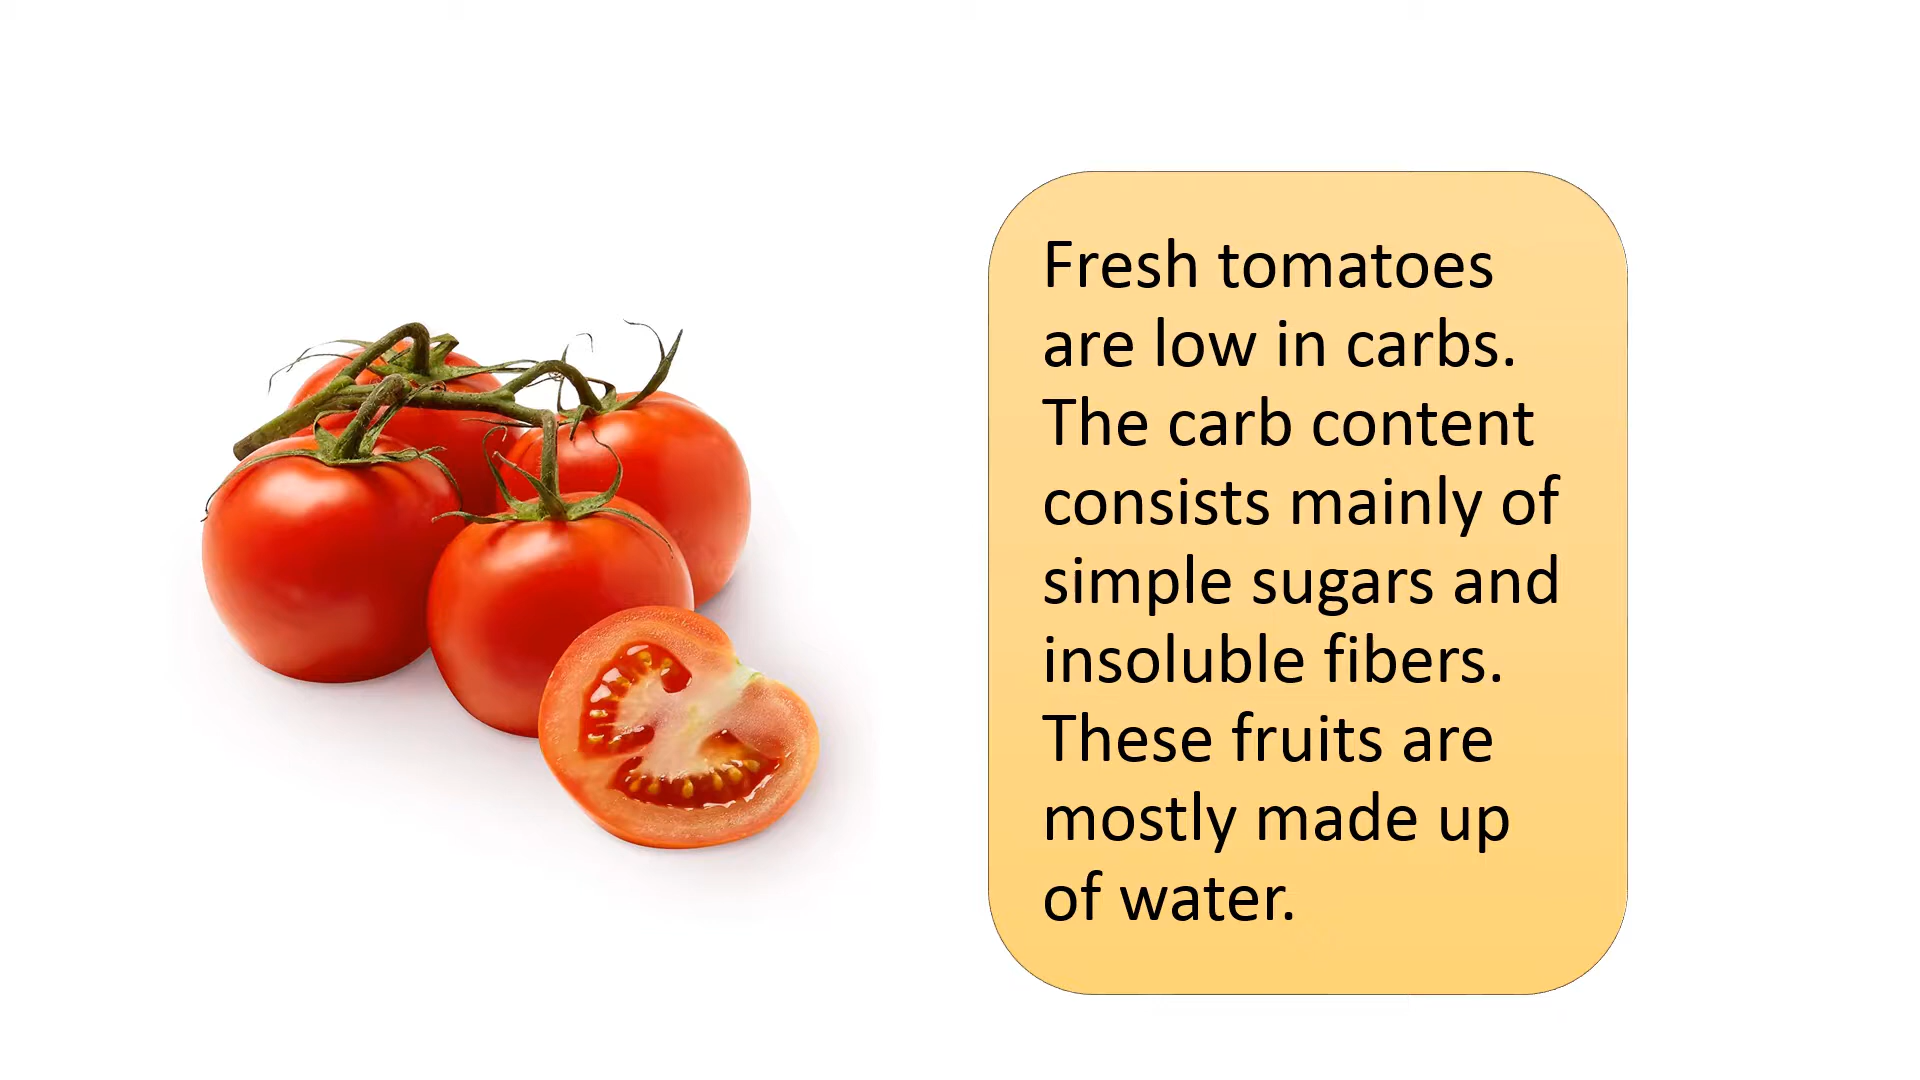 Fresh tomatoes
are low in carbs.
The carb content
consists mainly of
simple sugars and
insoluble fibers.
These fruits are
mostly made up
of water.